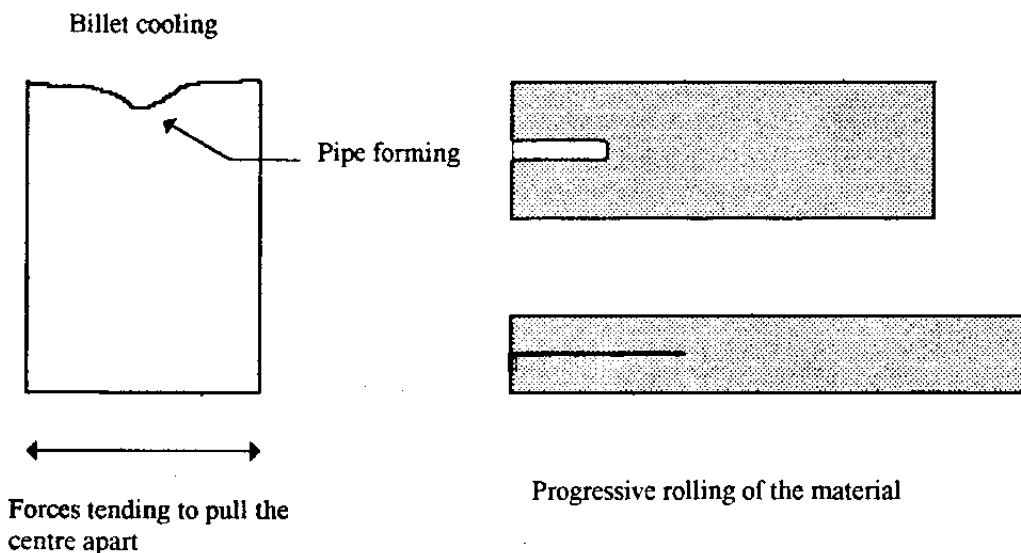 Billet cooling
Pipe forming
Forces tending to pull the
centre apart
Progressive rolling of the material